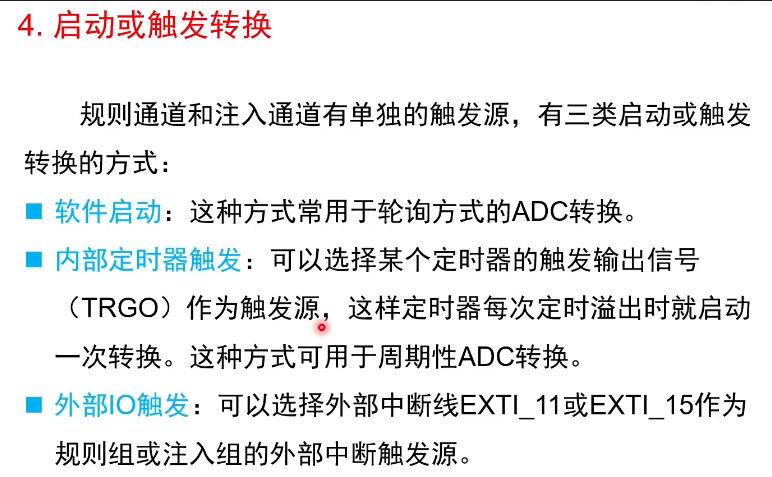 4. 启动或触发转换
规则通道和注入通道有单独的触发源，有三类启动或触发
转换的方式：
■ 软件启动：这种方式常用于轮询方式的ADC转换。
■ 内部定时器触发：可以选择某个定时器的触发输出信号
（TRGO）作为触发源，这样定时器每次定时溢出时就启动
一次转换。这种方式可用于周期性ADC转换。
■ 外部IO触发：可以选择外部中断线EXTI_11或EXTI_15作为
规则组或注入组的外部中断触发源。